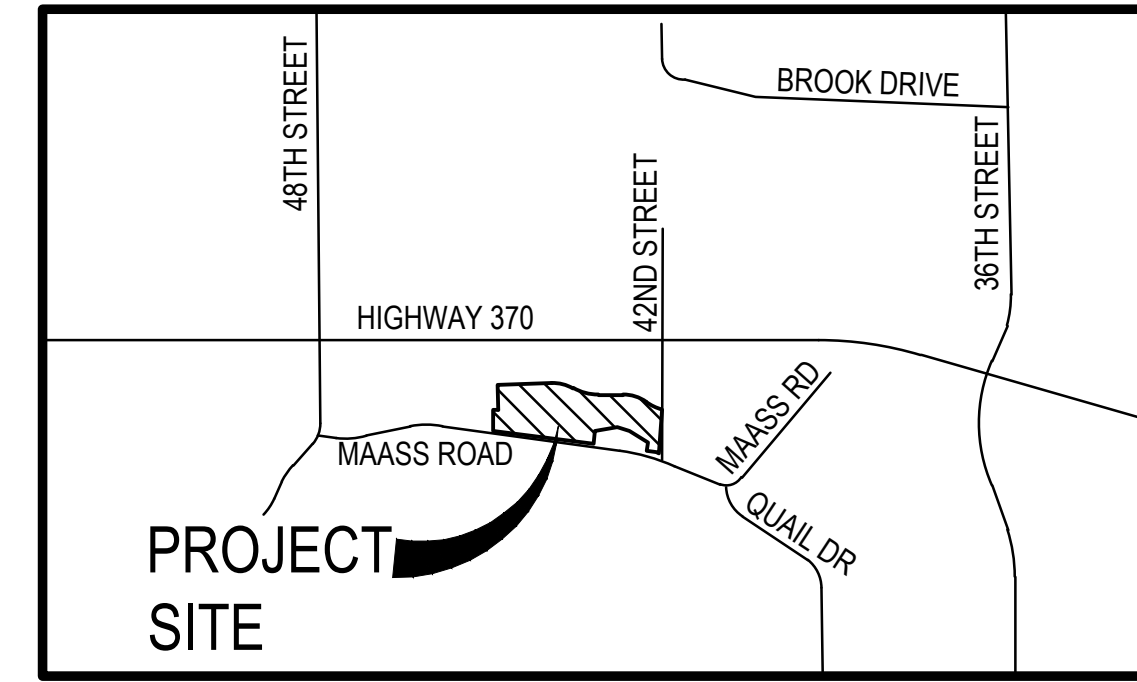 48TH STREET
BROOK DRIVE
42ND STREET
36TH STREET
HIGHWAY 370
MAASS ROAD
MAASS RD
QUAIL DR
PROJECT
SITE